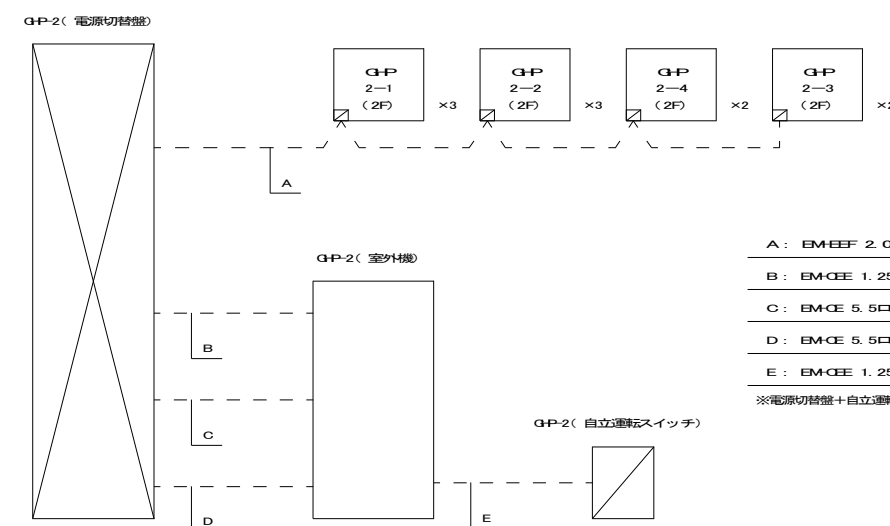 GHP-2(電源切替盤)
GHP
2—1
(2F)
×3
GHP
2—2
(2F)
×3
GHP
2—4
(2F)
×2
GHP
2—3
(2F)
A
GHP-2(室外機)
B
C
D
E
GHP-2(自立運転スイッチ)
A: EM-EEF 2.0
B: EM-CEE 1.25
C: EM-CE 5.5□
D: EM-CE 5.5□
E: EM-CEE 1.25
※電源切替盤＋自立運転